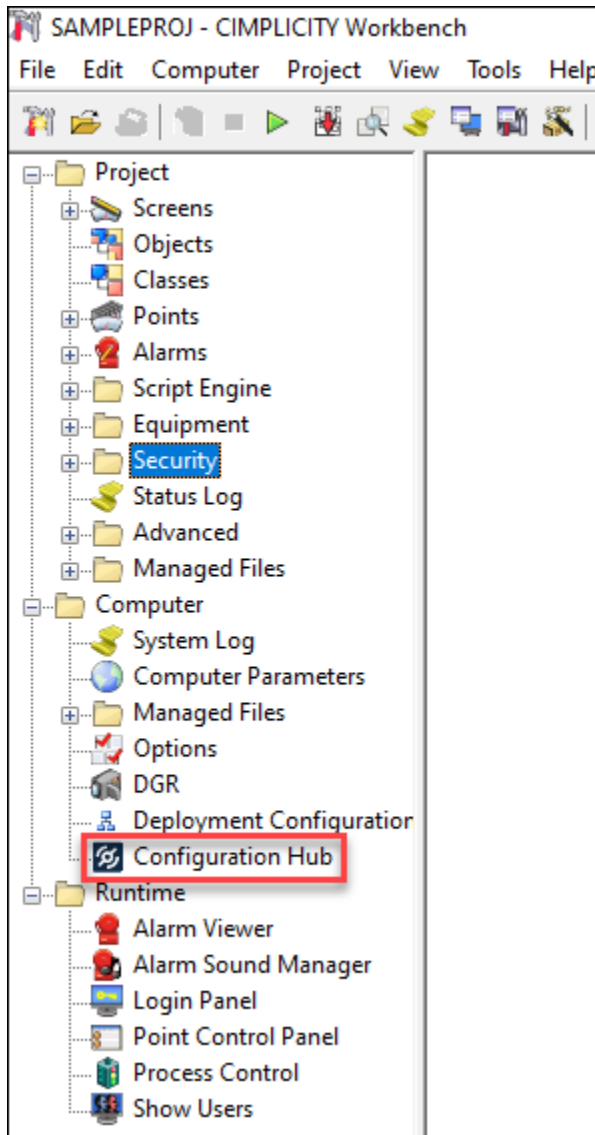 SAMPLEPROJ - CIMPLICITY Workbench
File Edit Computer Project View Tools Help
Project
Screens
Objects
Classes
Points
Alarms
Script Engine
Equipment
Security
Status Log
Advanced
Managed Files
Computer
System Log
Computer Parameters
Managed Files
Options
DGR
Deployment Configuration
Configuration Hub
Runtime
Alarm Viewer
Alarm Sound Manager
Login Panel
Point Control Panel
Process Control
Show Users